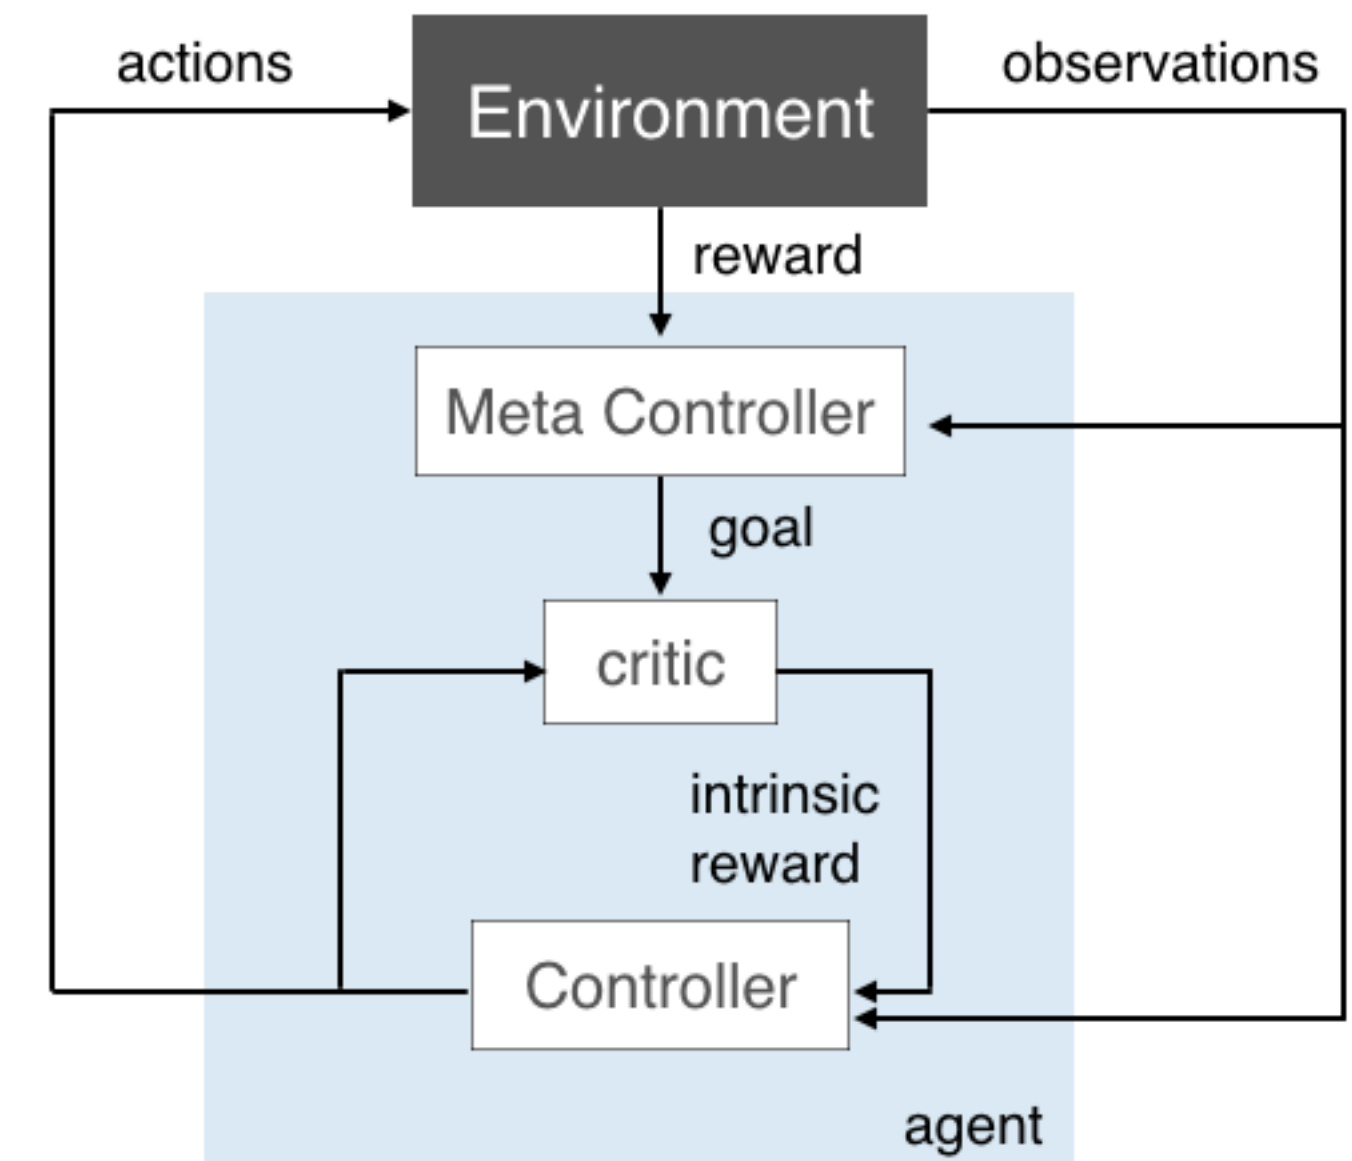 actions
Environment
observations
reward
Meta Controller
goal
critic
intrinsic
reward
Controller
agent